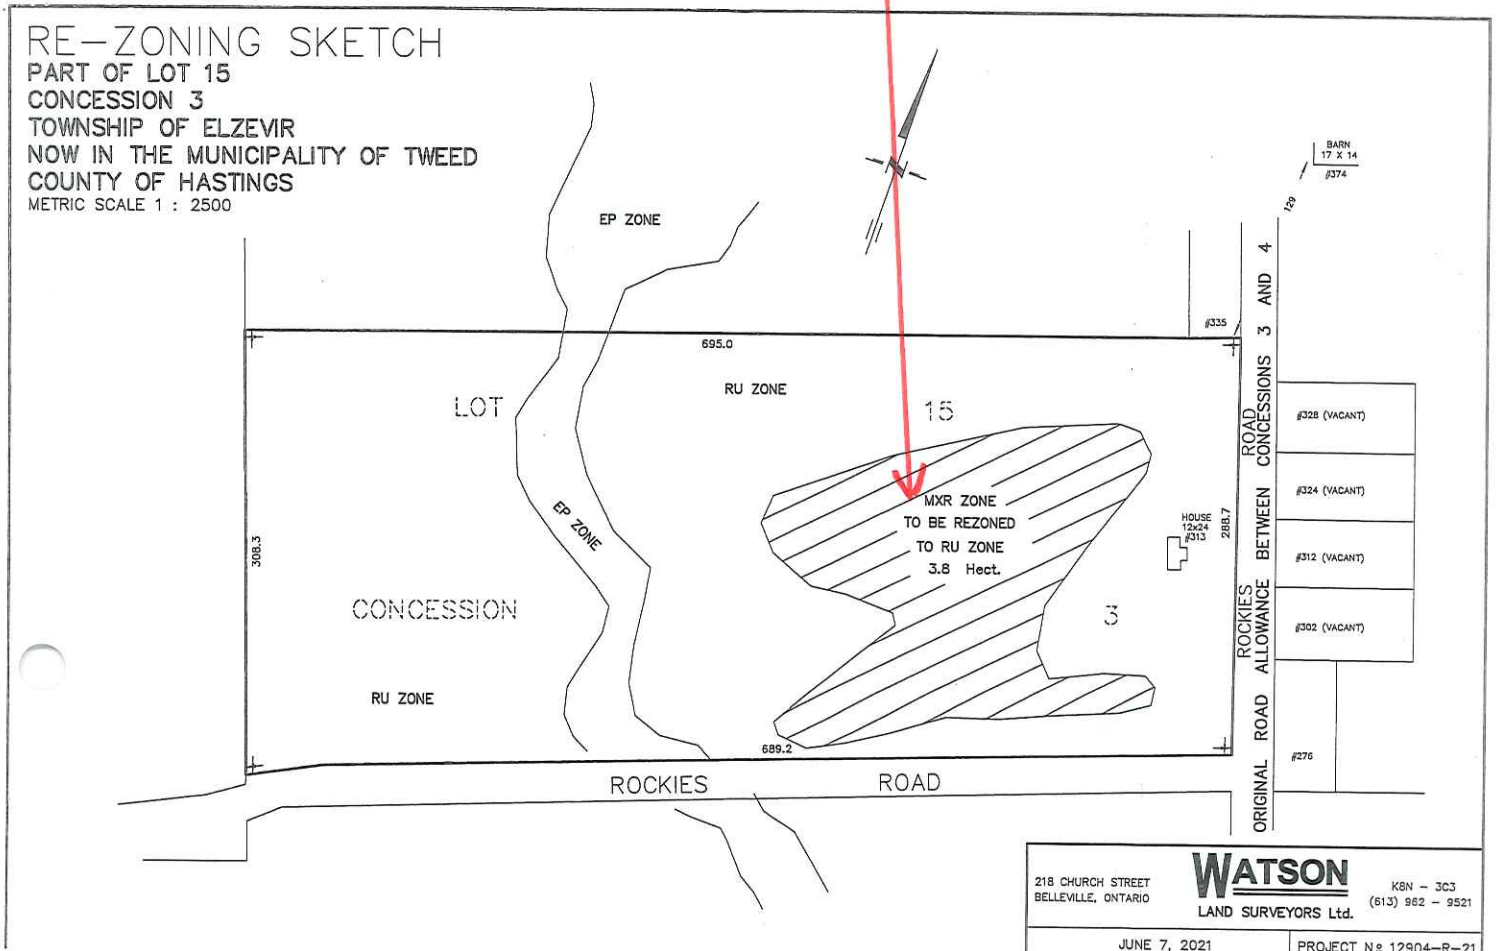 RE-ZONING SKETCH
PART OF LOT 15
CONCESSION 3
TOWNSHIP OF ELZEVIR
NOW IN THE MUNICIPALITY OF TWEED
COUNTY OF HASTINGS
METRIC SCALE 1 : 2500
EP ZONE
BARN
17 X 14
#374
129
#335
695.0
RU ZONE
LOT
15
MXR ZONE
TO BE REZONED
TO RU ZONE
3.8 Hect.
EP ZONE
308.3
HOUSE
12x24
#313
288.7
CONCESSION
3
RU ZONE
689.2
ROCKIES ROAD
ROCKIES ROAD
ORIGINAL ROAD ALLOWANCE BETWEEN CONCESSIONS 3 AND 4
#328 (VACANT)
#324 (VACANT)
#312 (VACANT)
#302 (VACANT)
#276
218 CHURCH STREET
BELLEVILLE, ONTARIO
WATSON
LAND SURVEYORS Ltd.
K8N - 3C3
(613) 962 - 9521
JUNE 7, 2021
PROJECT Nº 12904-R-21